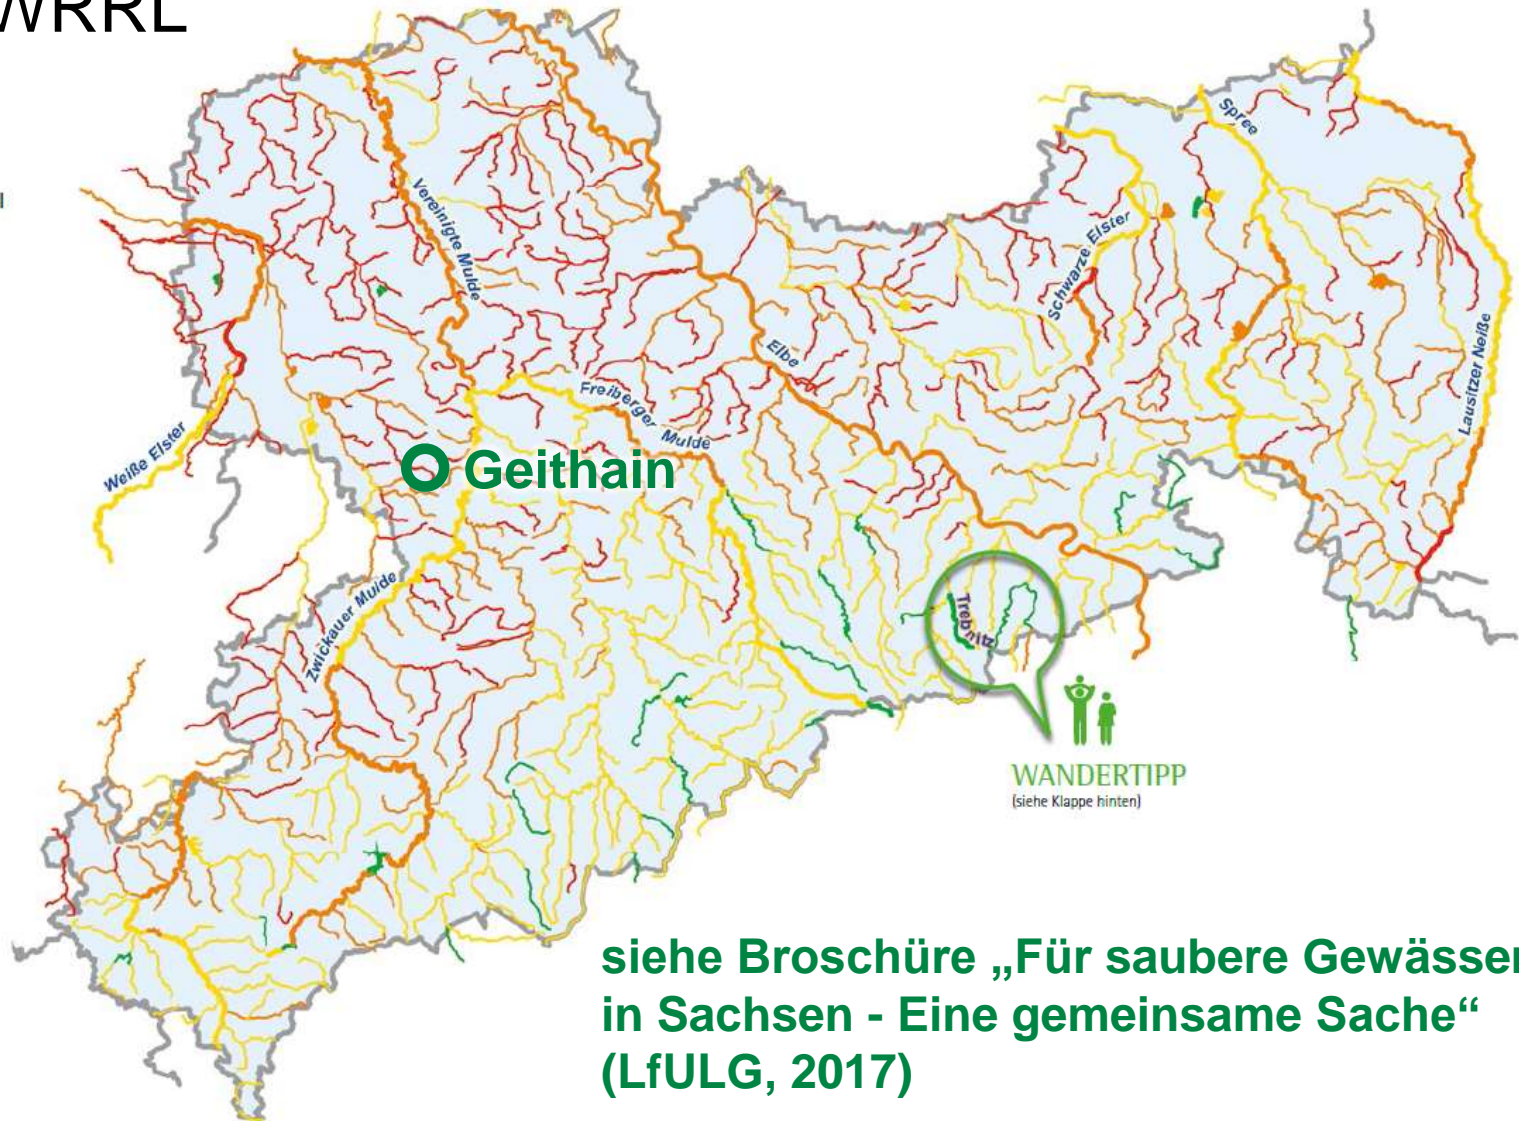 WRRL
l
Spree
Vereinigte Mulde
Schwarze Elster
Elbe
Lausitzer Neiße
Freiberger Mulde
Weiße Elster
Geithain
Zwickauer Mulde
Trebnitz
WANDERTIPP
(siehe Klappe hinten)
siehe Broschüre „Für saubere Gewässer
in Sachsen - Eine gemeinsame Sache“
(LfULG, 2017)